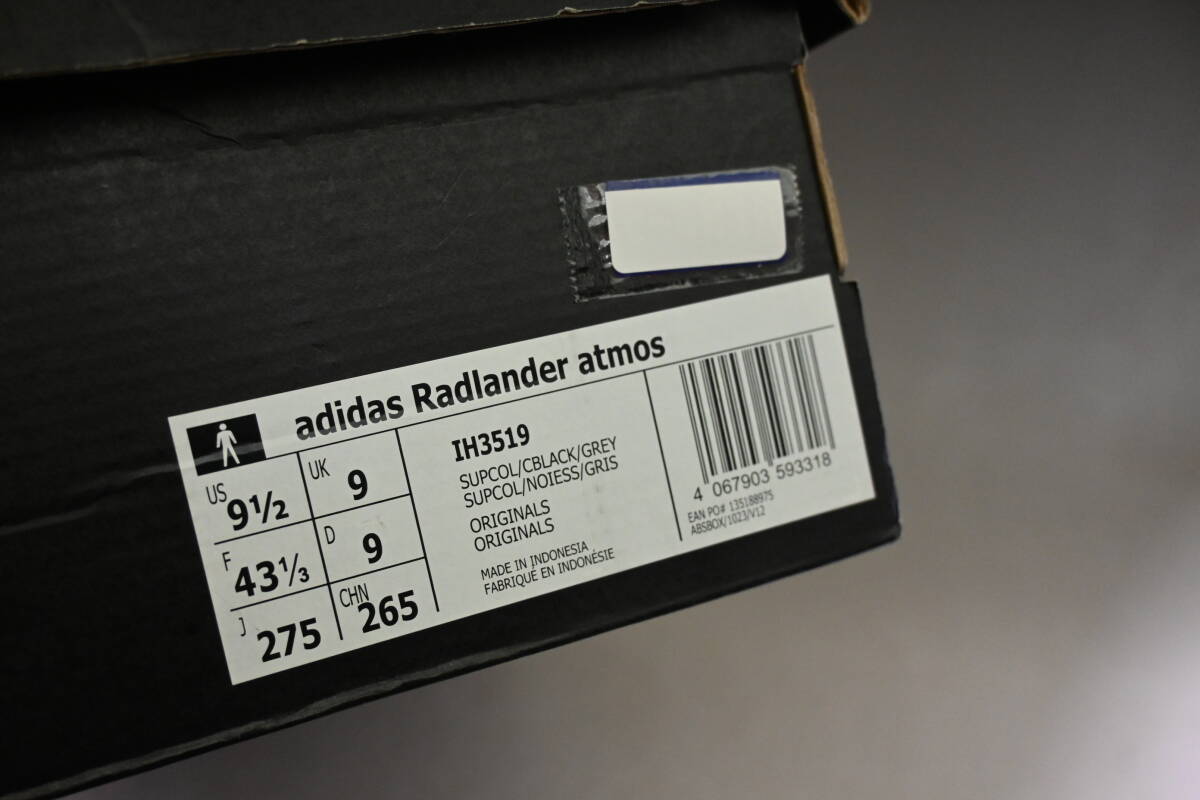 adidas Radlander atmos
US 9½ UK 9
F 43⅓ D 9
J 275 CHN 265
IH3519
SUPCOL/CBLACK/GREY
SUPCOL/NOIESS/GRIS
ORIGINALS
ORIGINALS
MADE IN INDONESIA
FABRIQUÉ EN INDONÉSIE
4 067903 593318
EAN PO# 135188975
ABSBOX/1023/V12